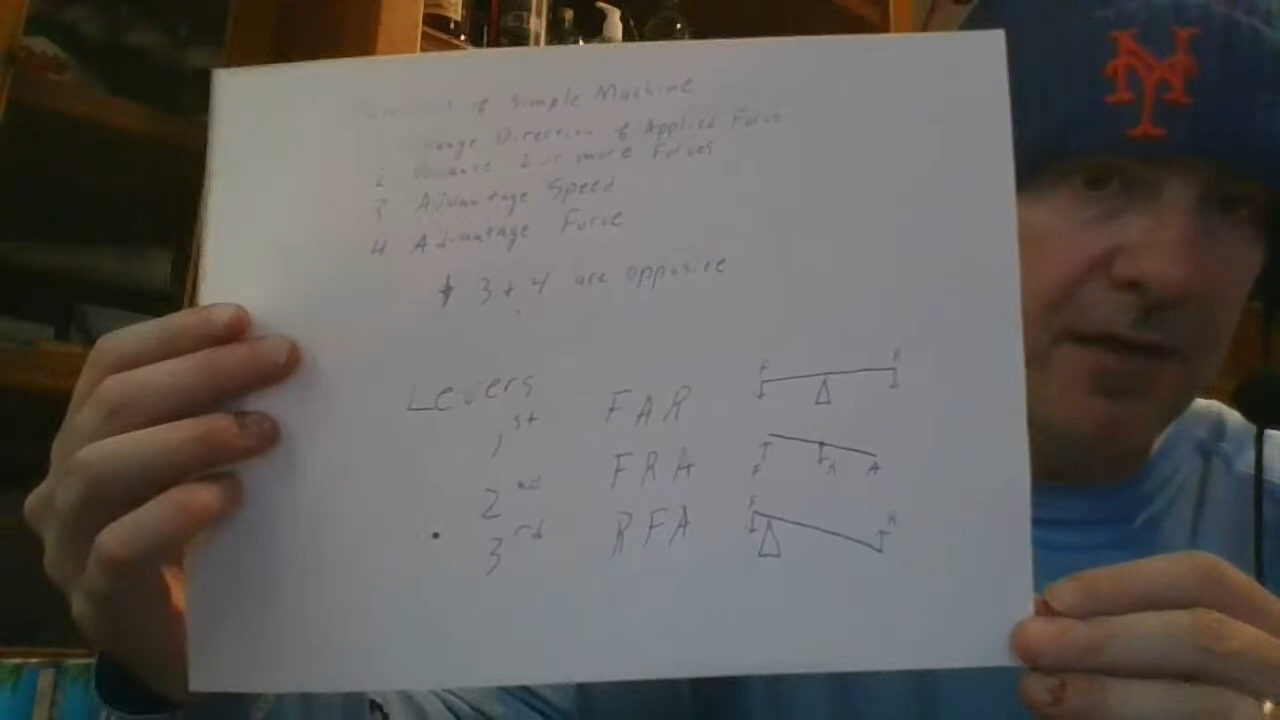 NY
of Simple Machine
Direction of Applied Force
2 2 or more Forces
3 Advantage Speed
4 Advantage Force
* 3 + 4 are opposite
Levers
1st FAR F R
2nd FRA F R A
3rd RFA F R